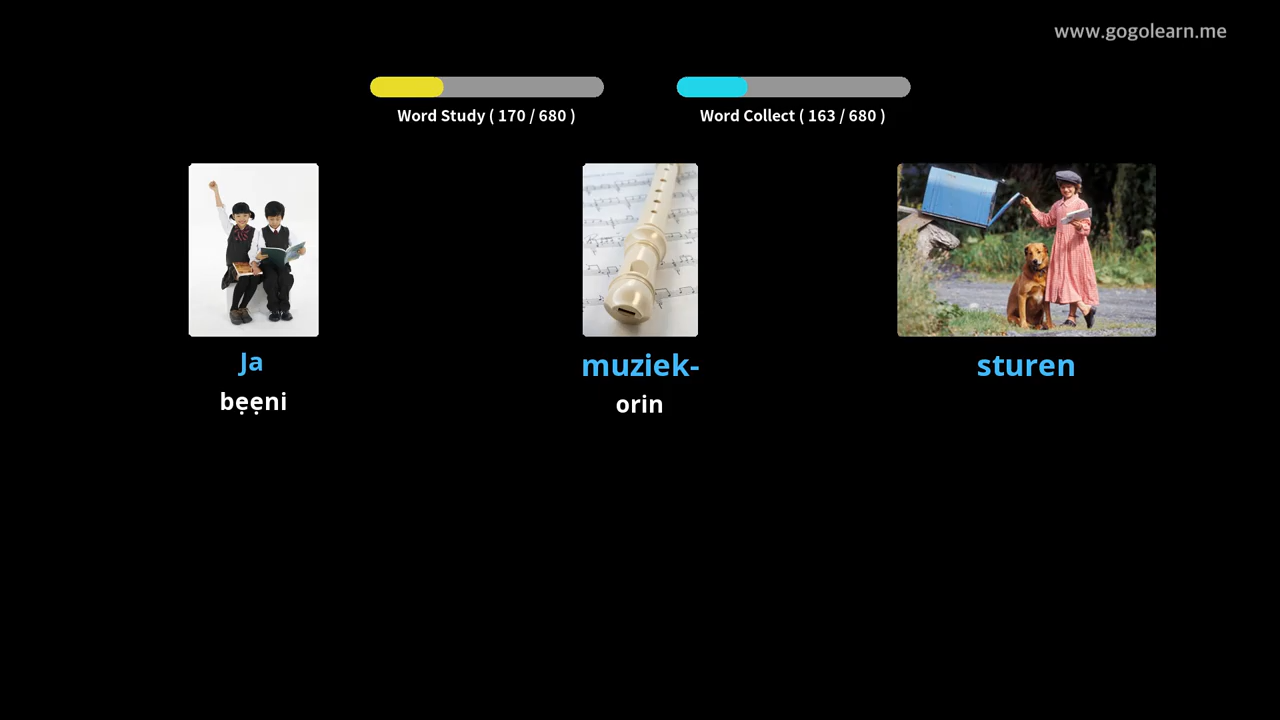 www.gogolearn.me
Word Study ( 170 / 680 )
Word Collect ( 163 / 680 )
Ja
muziek-
sturen
bẹẹni
orin